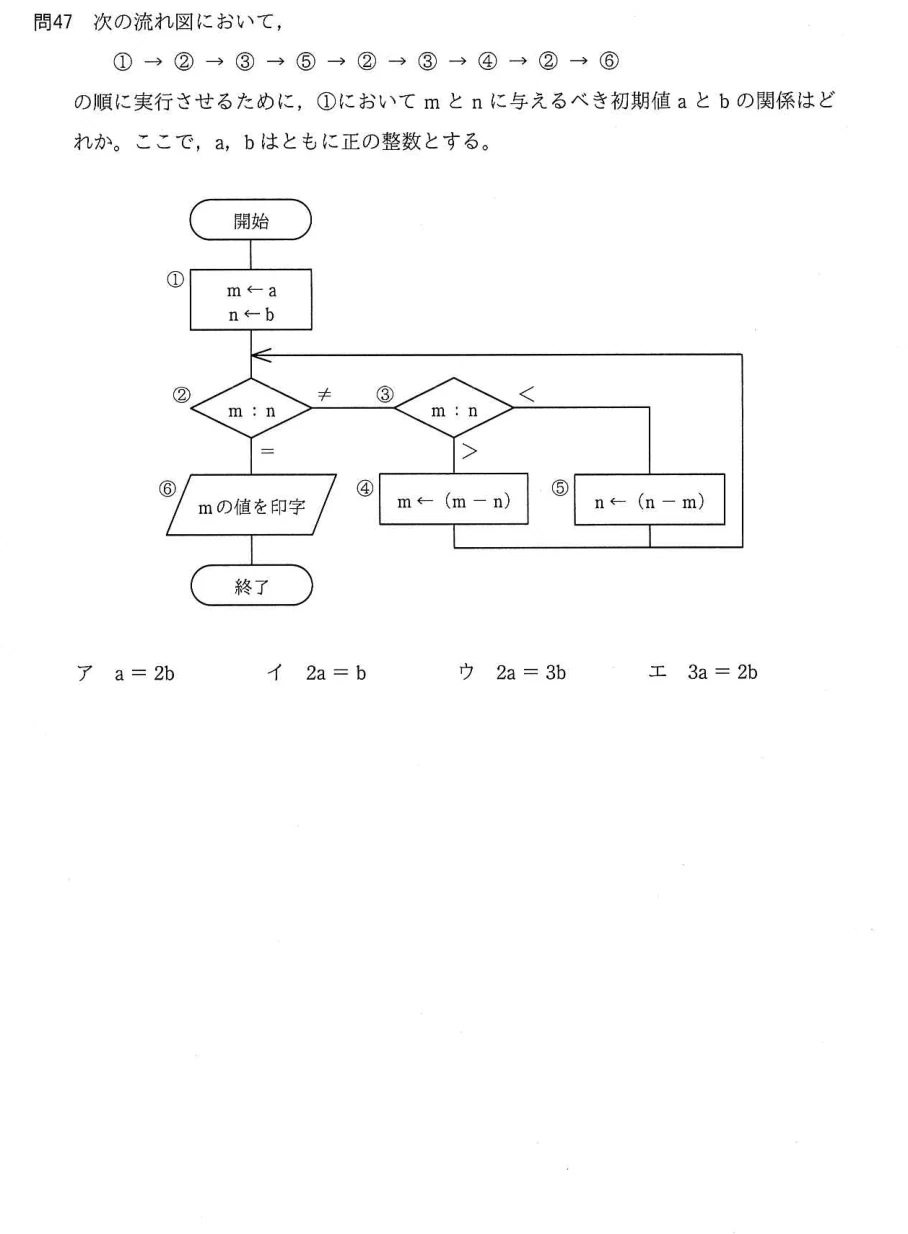 問47 次の流れ図において，
① → ② → ③ → ⑤ → ② → ③ → ④ → ② → ⑥
の順に実行させるために，①において m と n に与えるべき初期値 a と b の関係はど
れか。ここで，a，b はともに正の整数とする。
開始
①
m ← a
n ← b
② m : n ≠ ③ m : n <
= >
⑥ mの値を印字 ④ m ← (m − n) ⑤ n ← (n − m)
終了
ア a = 2b イ 2a = b ウ 2a = 3b エ 3a = 2b